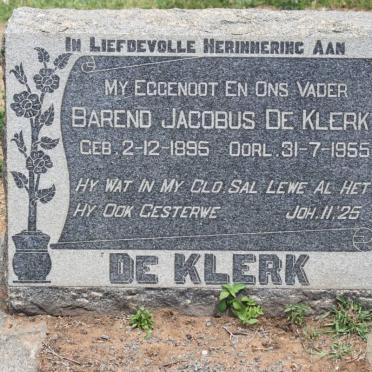 In Liefdevolle Herinnering Aan
My Eggenoot En Ons Vader
Barend Jacobus De Klerk
Geb. 2-12-1895 Oorl. 31-7-1955
Hy Wat In My Glo Sal Lewe Al Het
Hy Ook Gesterwe Joh. 11:25
De Klerk